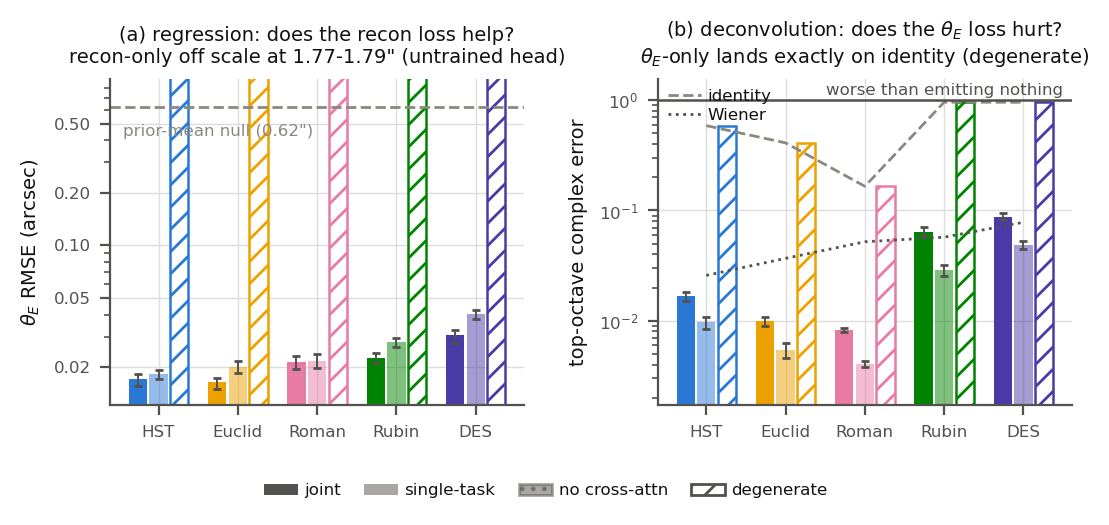 (a) regression: does the recon loss help?
recon-only off scale at 1.77-1.79" (untrained head)
θE RMSE (arcsec)
0.50
0.20
0.10
0.05
0.02
prior-mean null (0.62")
HST
Euclid
Roman
Rubin
DES
(b) deconvolution: does the θE loss hurt?
θE-only lands exactly on identity (degenerate)
top-octave complex error
10⁰
10⁻¹
10⁻²
identity
Wiener
worse than emitting nothing
HST
Euclid
Roman
Rubin
DES
joint
single-task
no cross-attn
degenerate